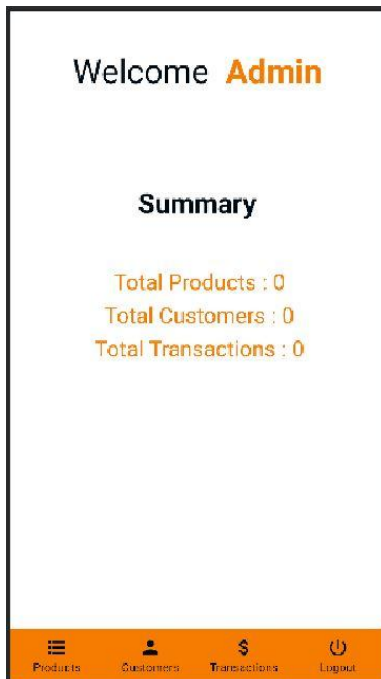 Welcome Admin
Summary
Total Products : 0
Total Customers : 0
Total Transactions : 0
Products Customers Transactions Logout